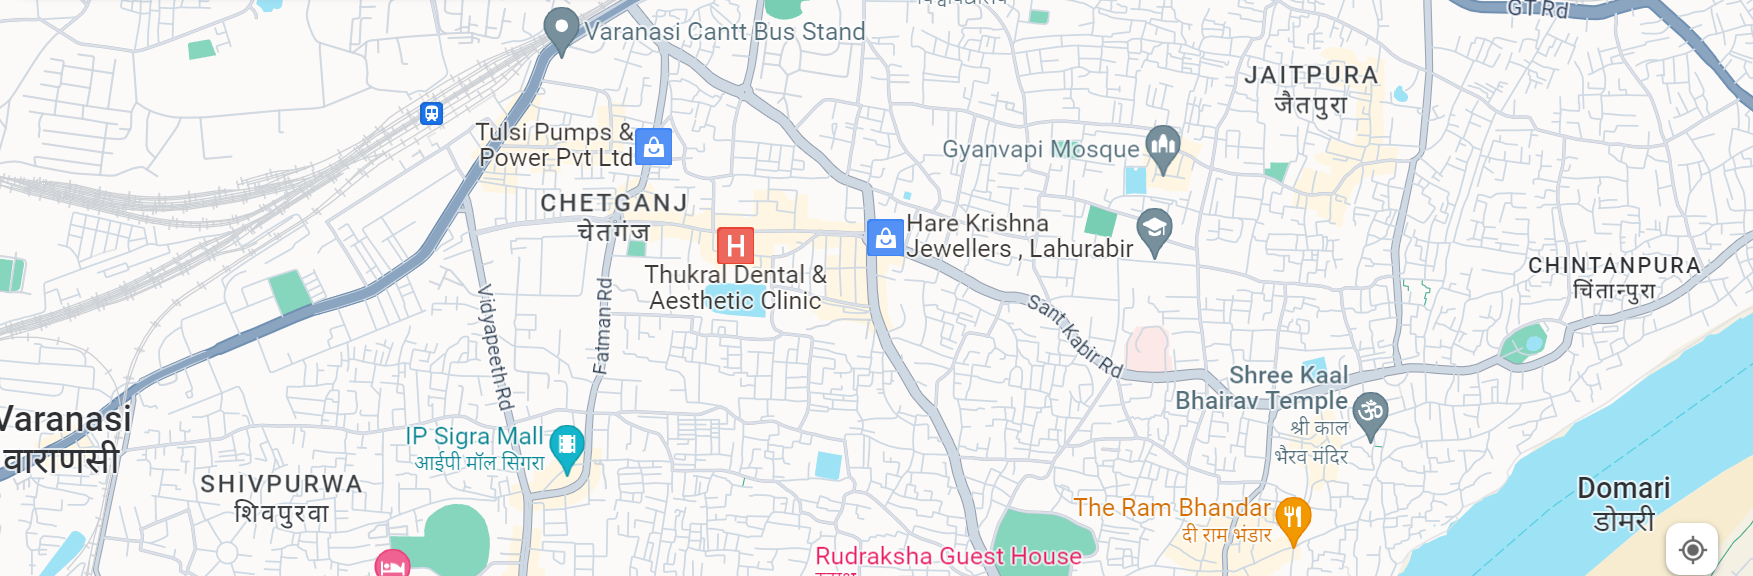 GT Rd
Varanasi Cantt Bus Stand
JAITPURA
जैतपुरा
Tulsi Pumps &
Power Pvt Ltd
Gyanvapi Mosque
CHETGANJ
चेतगंज
H
Hare Krishna
Jewellers , Lahurabir
Thukral Dental &
Aesthetic Clinic
CHINTANPURA
चिंतान्पुरा
Vidyapeeth Rd
Fatman Rd
Sant Kabir Rd
Shree Kaal
Bhairav Temple
श्री काल
भैरव मंदिर
Varanasi
वाराणसी
IP Sigra Mall
आईपी मॉल सिगरा
SHIVPURWA
शिवपुरवा
Domari
डोमरी
The Ram Bhandar
दी राम भंडार
Rudraksha Guest House